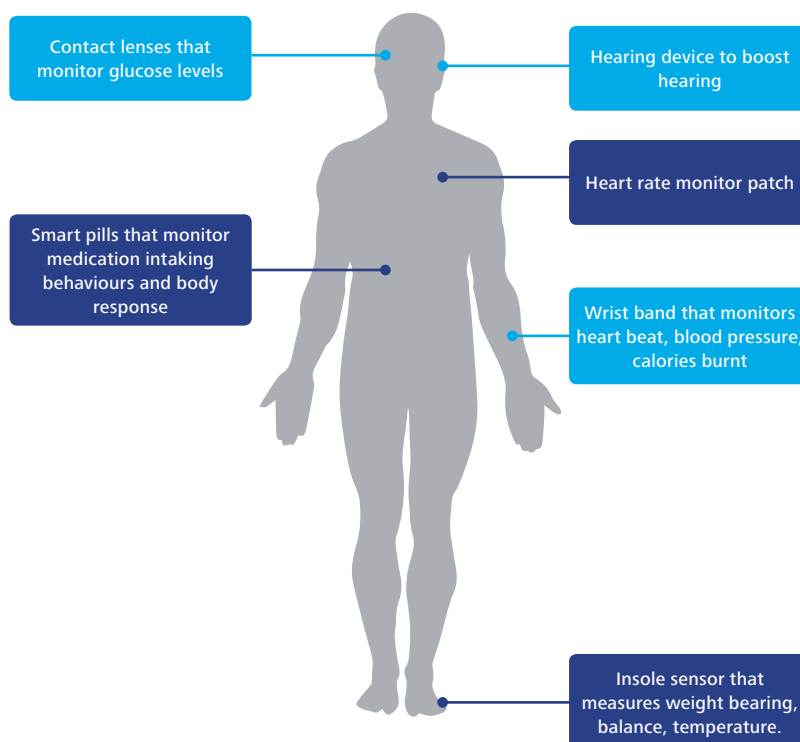 Contact lenses that
monitor glucose levels
Hearing device to boost
hearing
Heart rate monitor patch
Smart pills that monitor
medication intaking
behaviours and body
response
Wrist band that monitors
heart beat, blood pressure,
calories burnt
Insole sensor that
measures weight bearing,
balance, temperature.